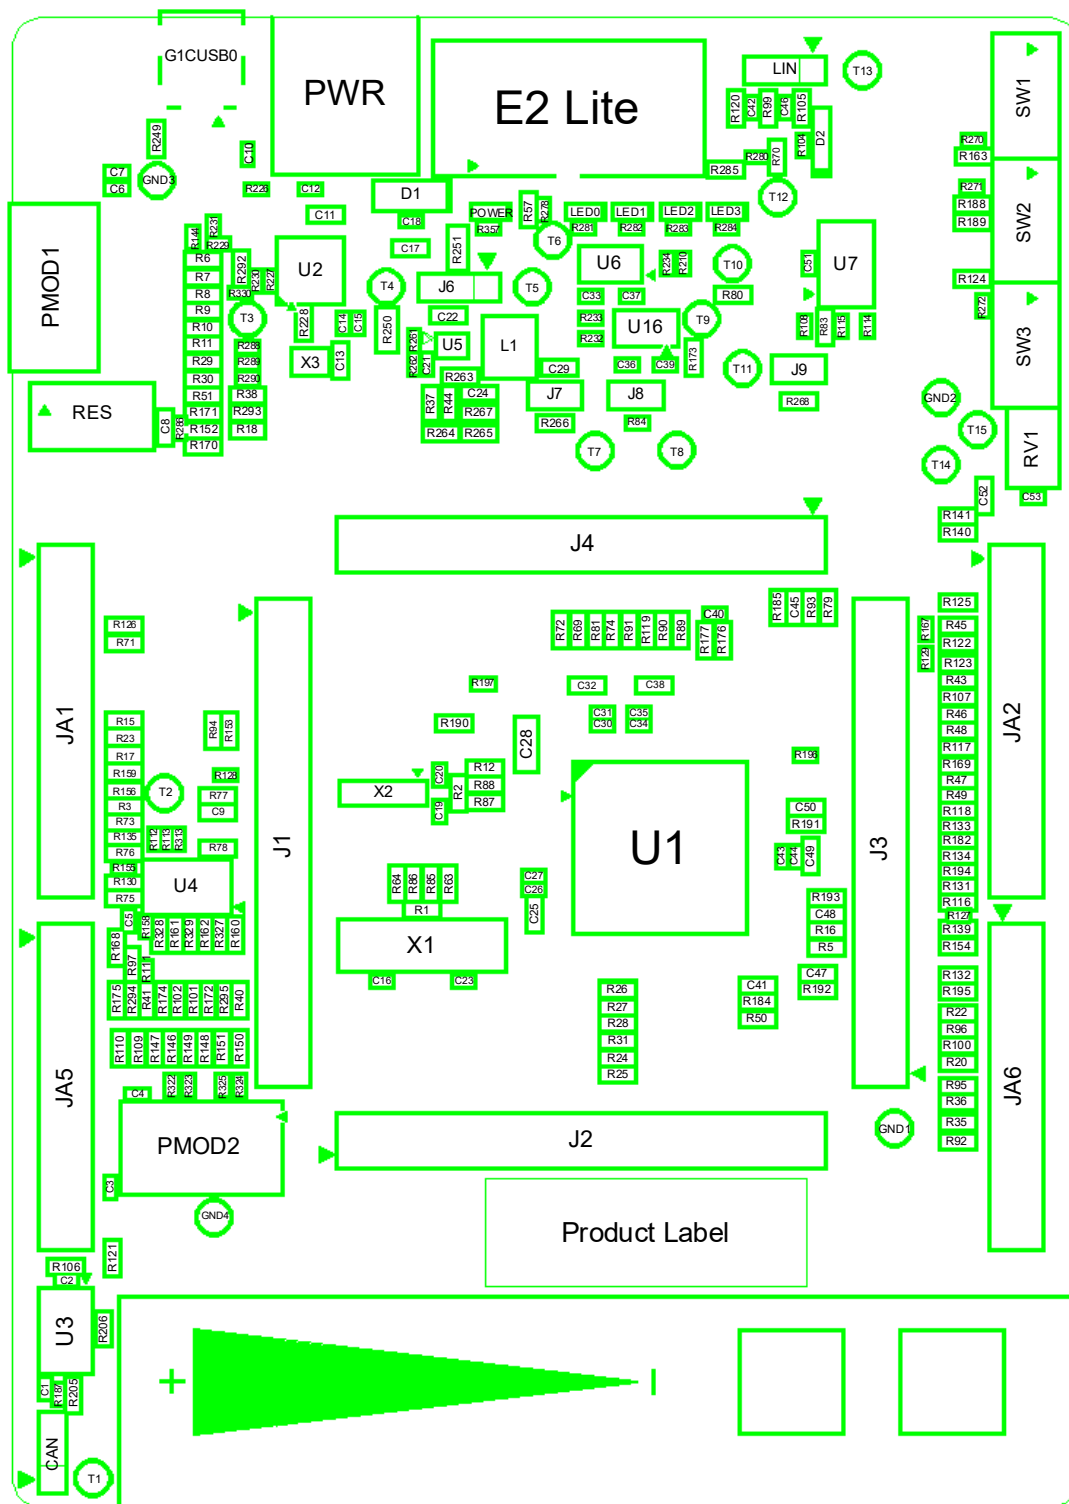 G1CUSB0
PWR
E2 Lite
LIN
T13
SW1
R120
C42
R99
C46
R105
R104
D2
R249
C10
R280
R70
R285
R270
R163
C7
C6
GND3
R226
C12
D1
T12
R271
R188
R189
SW2
C11
C18
POWER
R357
R57
R278
LED0
LED1
LED2
LED3
R281
R282
R283
R284
PMOD1
R144
R231
R229
R6
R7
R8
R9
R10
R11
R29
R30
R51
R171
R152
R170
R292
R330
R230
R227
U2
C17
R251
T6
U6
R234
R210
T10
C51
U7
R124
R272
SW3
T3
R228
C14
C15
T4
R250
J6
T5
C33
C37
R80
R233
R232
U16
T9
R108
R83
R115
R114
C22
R288
R289
R290
R38
R293
R18
X3
C13
R261
R262
C21
U5
L1
C29
C36
C39
R173
T11
J9
R268
R263
R37
R44
C24
R267
R264
R265
J7
R266
J8
R84
GND2
RES
C8
R286
T7
T8
T15
T14
RV1
C52
C53
R141
R140
J4
JA1
R126
R71
J1
R72
R69
R81
R74
R91
R119
R90
R89
C40
R177
R176
R185
C45
R93
R79
J3
R167
R129
R125
R45
R122
R123
R43
R107
R46
R48
R117
R169
R47
R49
R118
R133
R182
R134
R194
R131
R116
R127
R139
R154
R132
R195
R22
R96
R100
R20
R95
R36
R35
R92
JA2
JA6
R197
C32
C38
C31
C30
C35
C34
R190
C28
R196
R15
R23
R17
R159
R156
R3
R73
R135
R76
R155
R130
R75
R94
R153
R128
R77
C9
T2
R112
R113
R313
R78
U4
X2
C20
C19
R2
R12
R88
R87
U1
C50
R191
C43
C44
C49
R64
R86
R85
R63
R1
C27
C26
C25
R193
C48
R16
R5
C47
R192
C5
R158
R328
R161
R329
R162
R327
R160
R168
R97
R111
X1
C16
C23
R26
R27
R28
R31
R24
R25
C41
R184
R50
JA5
R175
R294
R41
R174
R102
R101
R172
R295
R40
R110
R109
R147
R146
R149
R148
R151
R150
C4
R322
R323
R325
R324
PMOD2
C3
GND4
GND1
J2
Product Label
R121
R106
C2
U3
R206
C1
R187
R205
CAN
T1
+
−